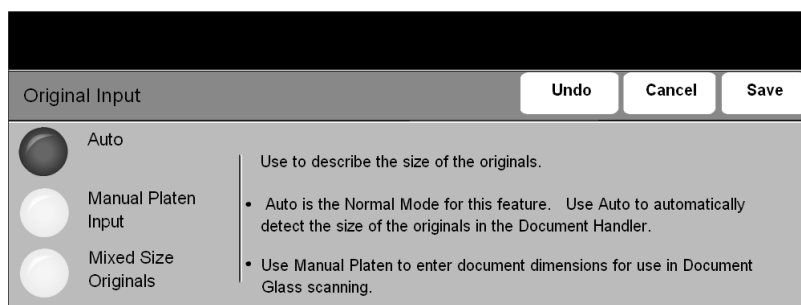 Original Input
Undo
Cancel
Save
Auto
Manual Platen
Input
Mixed Size
Originals
Use to describe the size of the originals.
• Auto is the Normal Mode for this feature. Use Auto to automatically
detect the size of the originals in the Document Handler.
• Use Manual Platen to enter document dimensions for use in Document
Glass scanning.